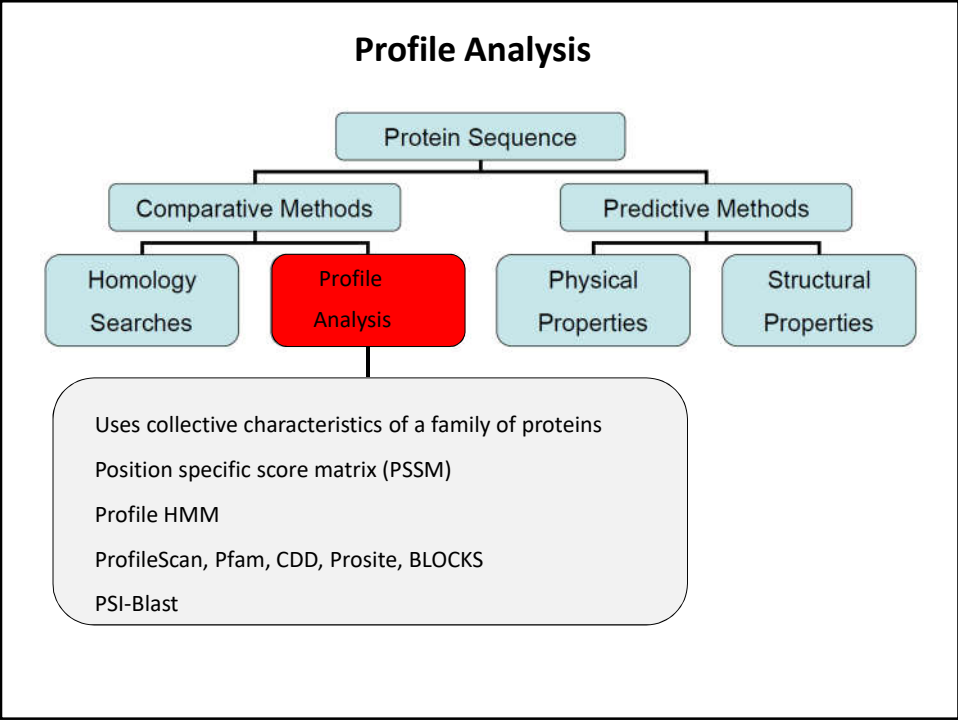 Profile Analysis
Protein Sequence
Comparative Methods
Predictive Methods
Homology
Searches
Profile
Analysis
Physical
Properties
Structural
Properties
Uses collective characteristics of a family of proteins
Position specific score matrix (PSSM)
Profile HMM
ProfileScan, Pfam, CDD, Prosite, BLOCKS
PSI-Blast